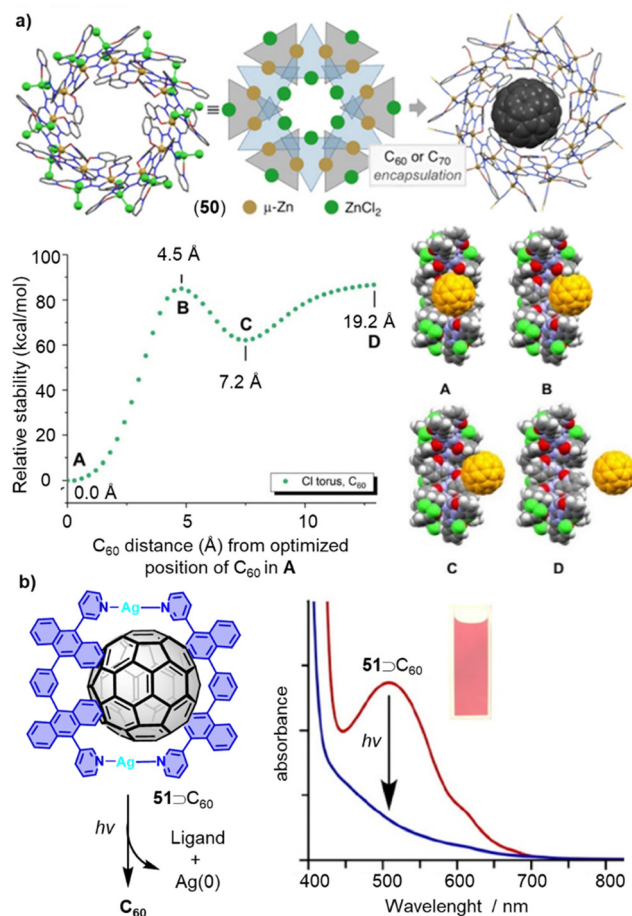 a)
(50)
μ-Zn
ZnCl2
C60 or C70
encapsulation
Relative stability (kcal/mol)
100
80
60
40
20
0
0
5
10
4.5 Å
B
C
7.2 Å
19.2 Å
D
A
0.0 Å
Cl torus, C60
C60 distance (Å) from optimized
position of C60 in A
A
B
C
D
b)
N
Ag
N
N
Ag
N
51⊃C60
hν
Ligand
+
Ag(0)
C60
absorbance
51⊃C60
hν
400
500
600
700
800
Wavelenght / nm